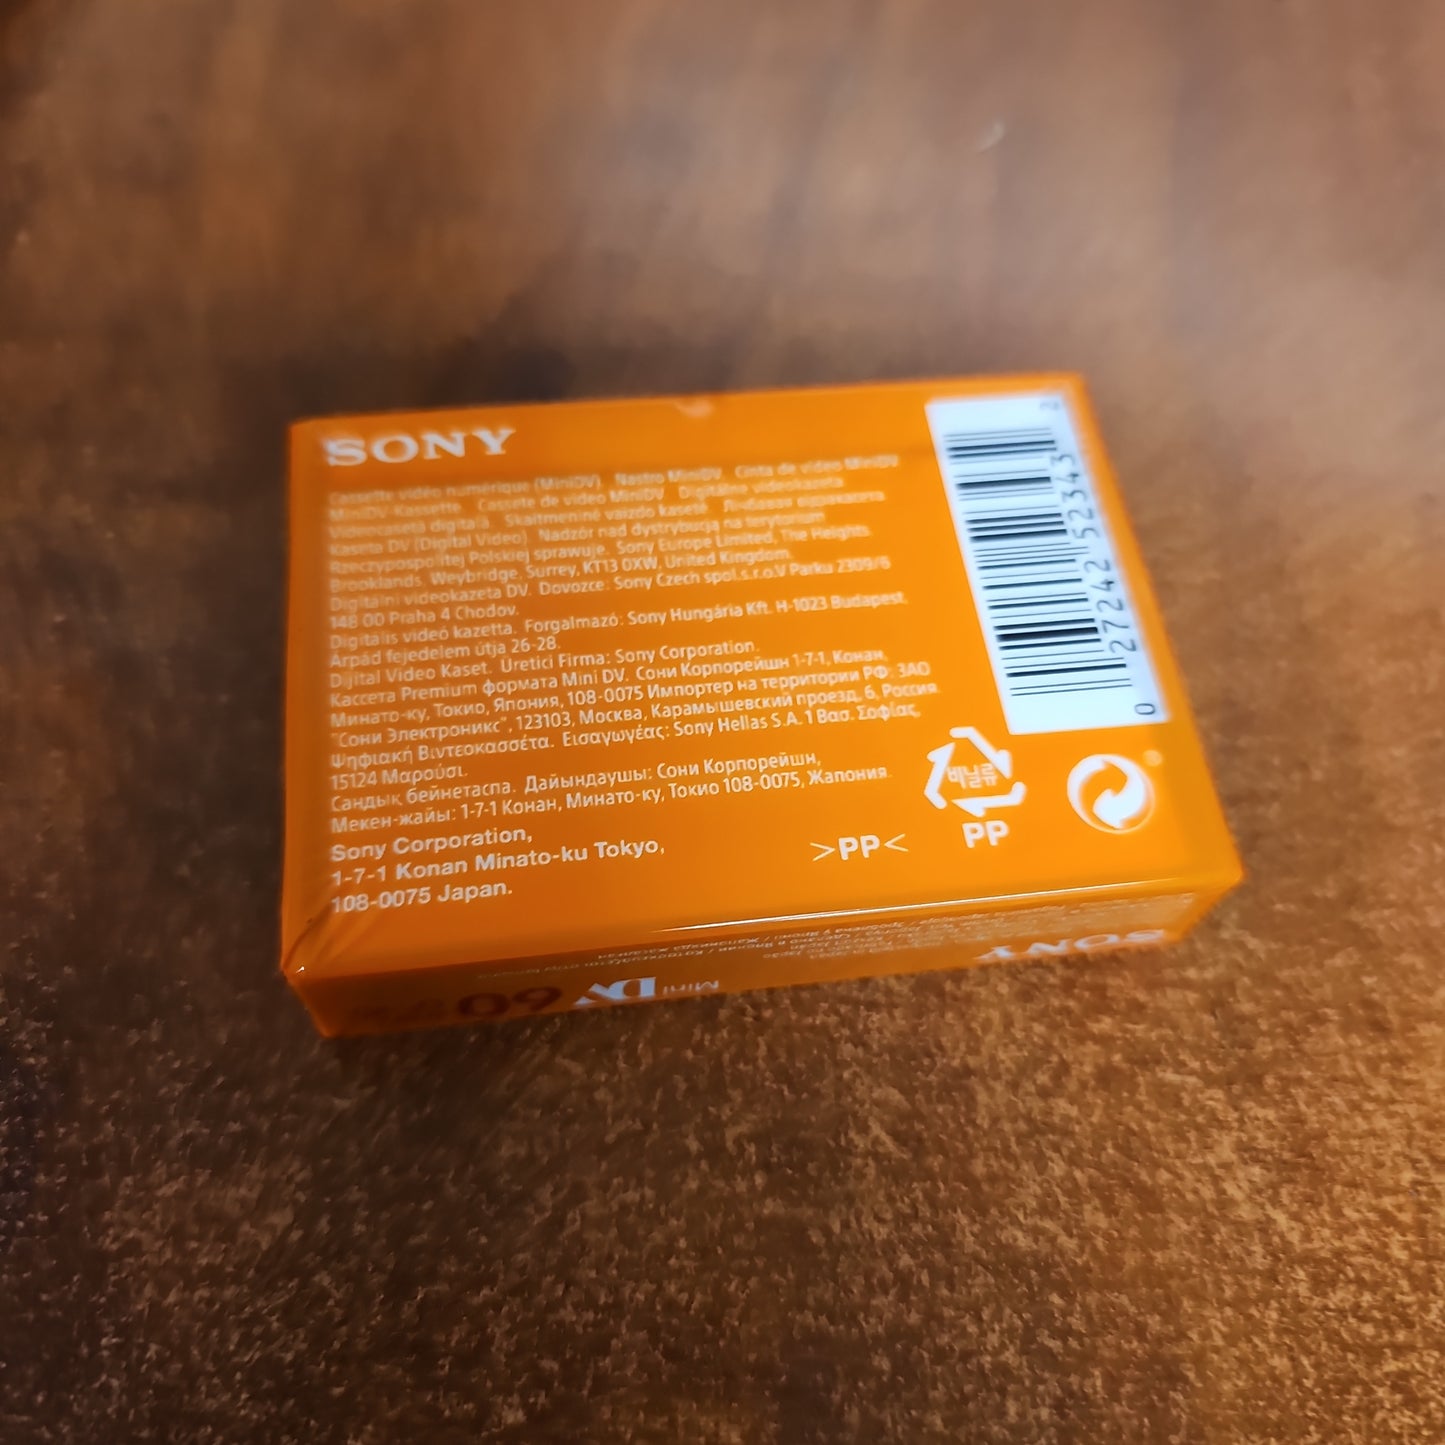 SONY
Cassette vidéo numérique (MiniDV). Nastro MiniDV. Cinta de vídeo MiniDV
MiniDV-Kassette. Cassete de vídeo MiniDV. Digitálne videokazeta
Videocasetă digitală. Skaitmeninė vaizdo kasetė.
Kaseta DV (Digital Video). Nadzór nad dystrybucją na terytorium
Rzeczypospolitej Polskiej sprawuje. Sony Europe Limited, The Heights.
Brooklands, Weybridge, Surrey, KT13 0XW, United Kingdom.
Digitální videokazeta DV. Dovozce: Sony Czech spol.s.r.o.V Parku 2309/6
148 00 Praha 4 Chodov.
Digitális videó kazetta. Forgalmazó: Sony Hungária Kft. H-1023 Budapest,
Árpád fejedelem útja 26-28.
Dijital Video Kaset. Üretici Firma: Sony Corporation.
Кассета Premium формата Mini DV. Сони Корпорейшн 1-7-1, Конан,
Минато-ку, Токио, Япония, 108-0075 Импортер на территории РФ: ЗАО
"Сони Электроникс", 123103, Москва, Карамышевский проезд, 6, Россия.
Ψηφιακή Βιντεοκασσέτα. Εισαγωγέας: Sony Hellas S.A. 1 Βασ. Σοφίας,
15124 Μαρούσι.
Сандық бейнетаспа. Дайындаушы: Сони Корпорейшн,
Мекен-жайы: 1-7-1 Конан, Минато-ку, Токио 108-0075, Жапония.
Sony Corporation,
1-7-1 Konan Minato-ku Tokyo,
108-0075 Japan.
>PP<
비닐류
PP
0 27242 52343 2
SONY
Mini DV 60